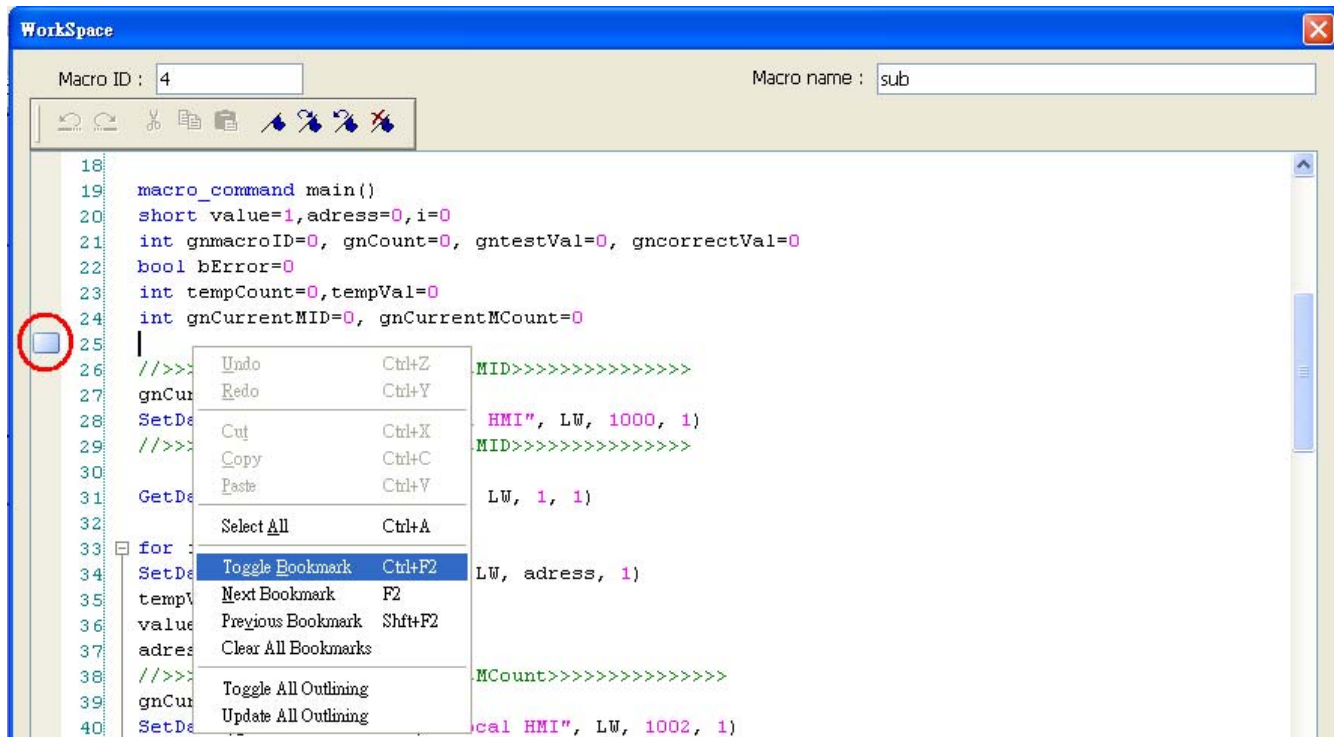 WorkSpace
Macro ID : 4 Macro name : sub
18
19 macro_command main()
20 short value=1,adress=0,i=0
21 int gnmacroID=0, gnCount=0, gntestVal=0, gncorrectVal=0
22 bool bError=0
23 int tempCount=0,tempVal=0
24 int gnCurrentMID=0, gnCurrentMCount=0
25
26 //>>> MID>>>>>>>>>>>>>>>
27 gnCur
28 SetDa HMI", LW, 1000, 1)
29 //>>> MID>>>>>>>>>>>>>>>
30
31 GetDa LW, 1, 1)
32
33 for
34 SetDa LW, adress, 1)
35 tempV
36 value
37 adres
38 //>>> MCount>>>>>>>>>>>>>>>
39 gnCur
40 SetDa cal HMI", LW, 1002, 1)
Undo Ctrl+Z
Redo Ctrl+Y
Cut Ctrl+X
Copy Ctrl+C
Paste Ctrl+V
Select All Ctrl+A
Toggle Bookmark Ctrl+F2
Next Bookmark F2
Previous Bookmark Shft+F2
Clear All Bookmarks
Toggle All Outlining
Update All Outlining